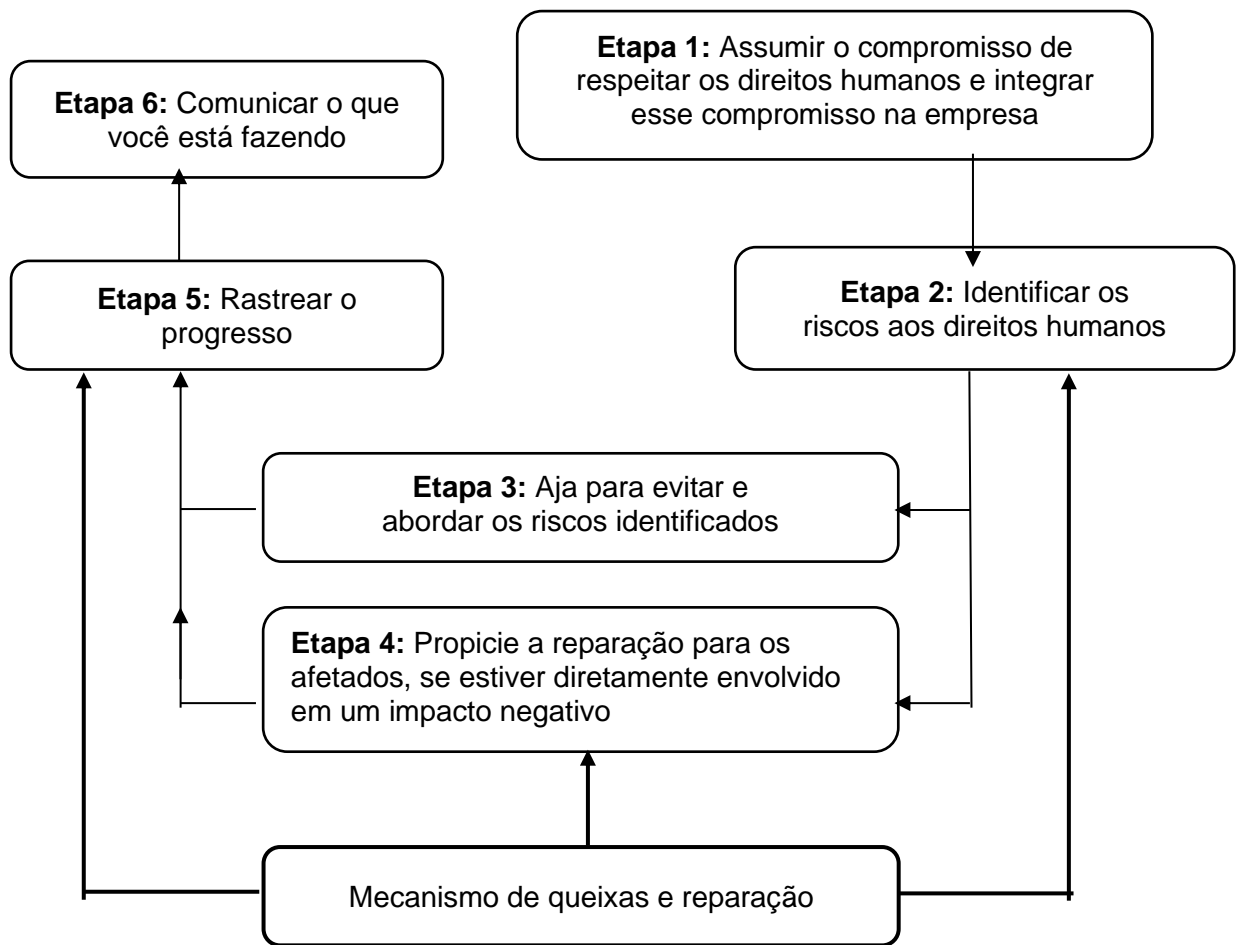 Etapa 1: Assumir o compromisso de
respeitar os direitos humanos e integrar
esse compromisso na empresa
Etapa 6: Comunicar o que
você está fazendo
Etapa 5: Rastrear o
progresso
Etapa 2: Identificar os
riscos aos direitos humanos
Etapa 3: Aja para evitar e
abordar os riscos identificados
Etapa 4: Propicie a reparação para os
afetados, se estiver diretamente envolvido
em um impacto negativo
Mecanismo de queixas e reparação